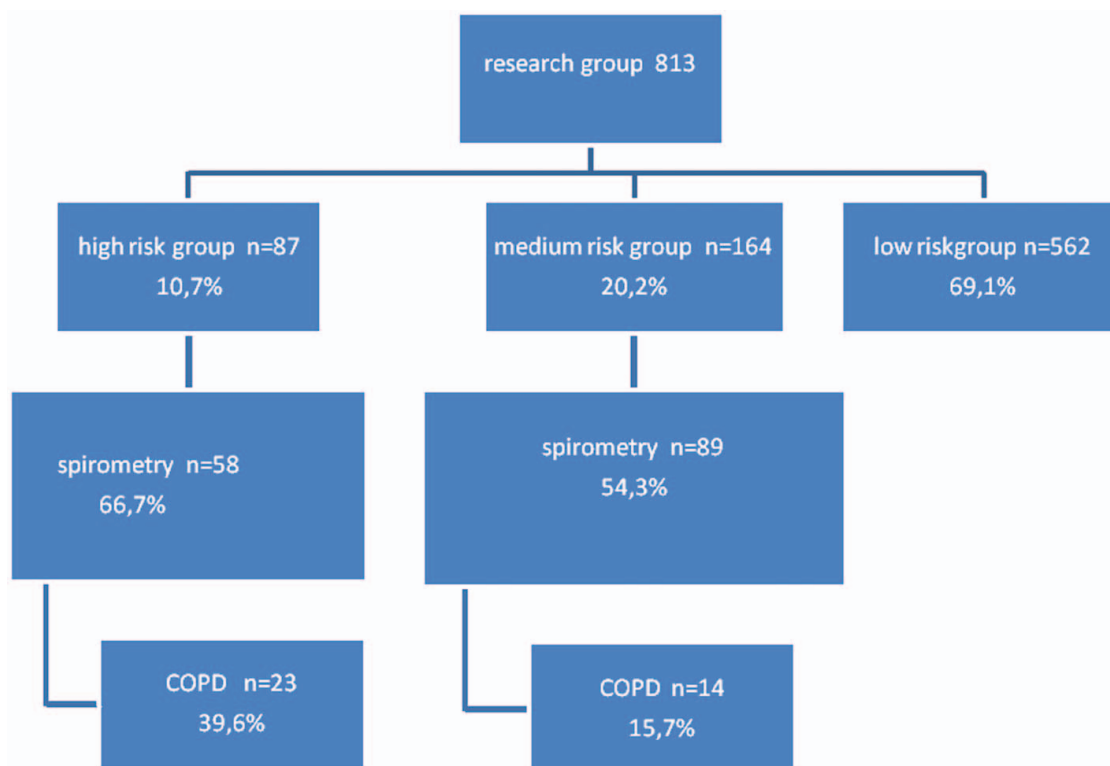 research group 813
high risk group n=87
10,7%
medium risk group n=164
20,2%
low riskgroup n=562
69,1%
spirometry n=58
66,7%
spirometry n=89
54,3%
COPD n=23
39,6%
COPD n=14
15,7%